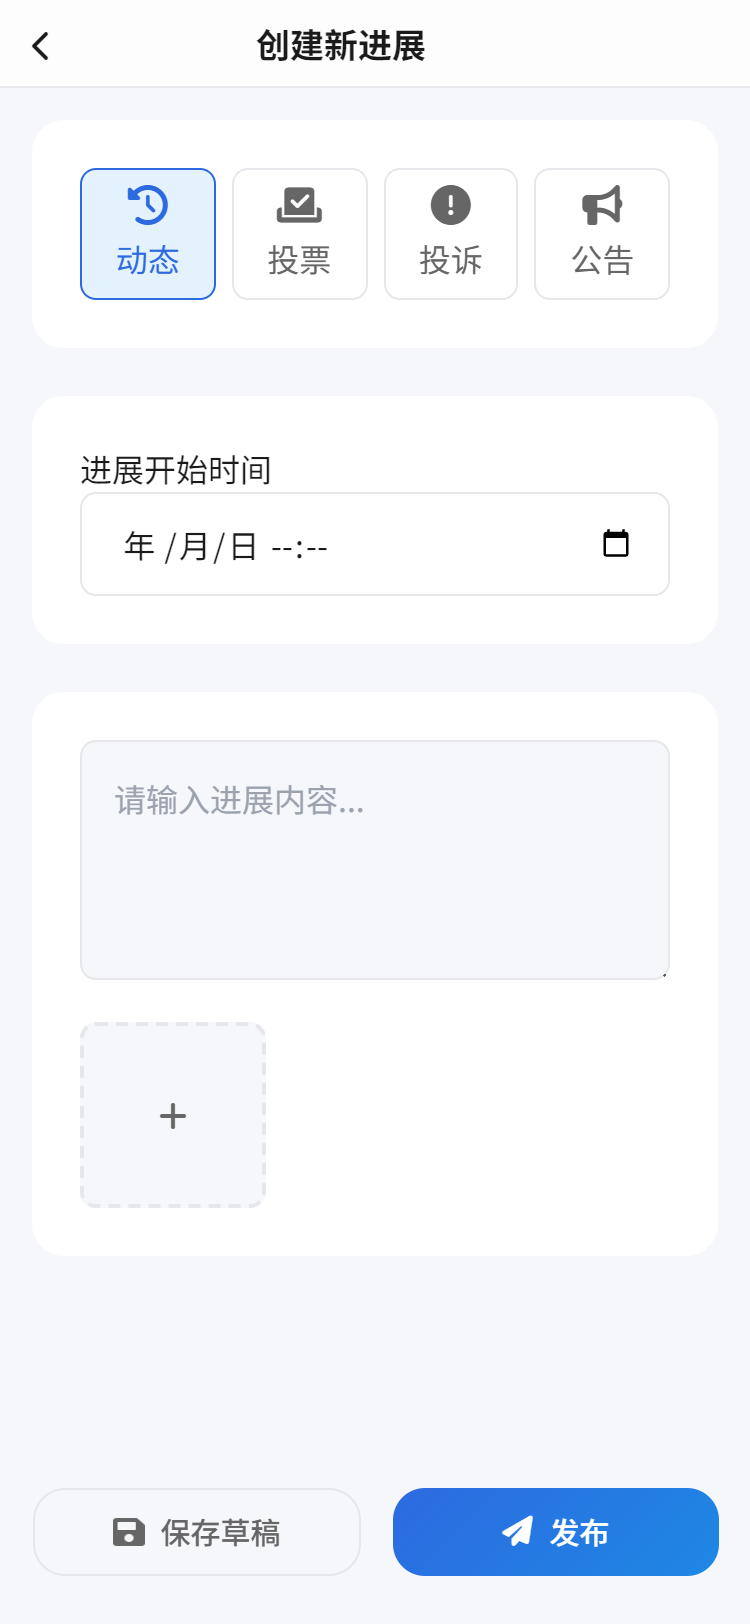 创建新进展
动态 投票 投诉 公告
进展开始时间
年 /月/日 --:--
请输入进展内容...
保存草稿 发布